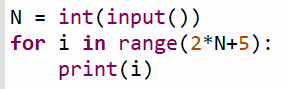 N = int(input())
for i in range(2*N+5):
    print(i)